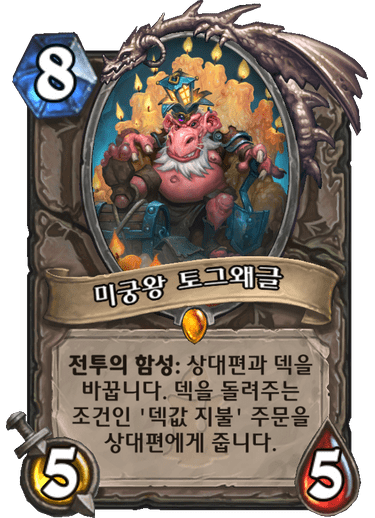 8
미궁왕 토그왜글
전투의 함성: 상대편과 덱을
바꿉니다. 덱을 돌려주는
조건인 '덱값 지불' 주문을
상대편에게 줍니다.
5 5